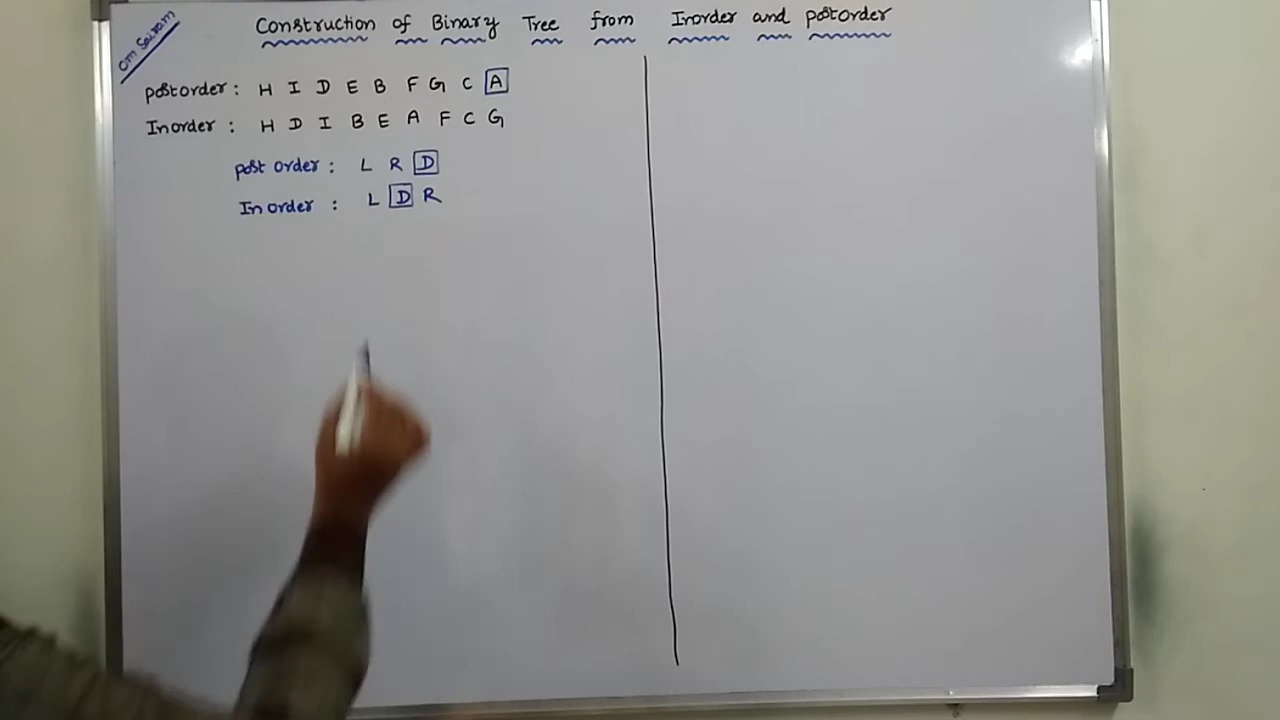 om Sairam
Construction of Binary Tree from Inorder and postorder
postorder : H I D E B F G C A
Inorder : H D I B E A F C G
post order : L R D
In order : L D R